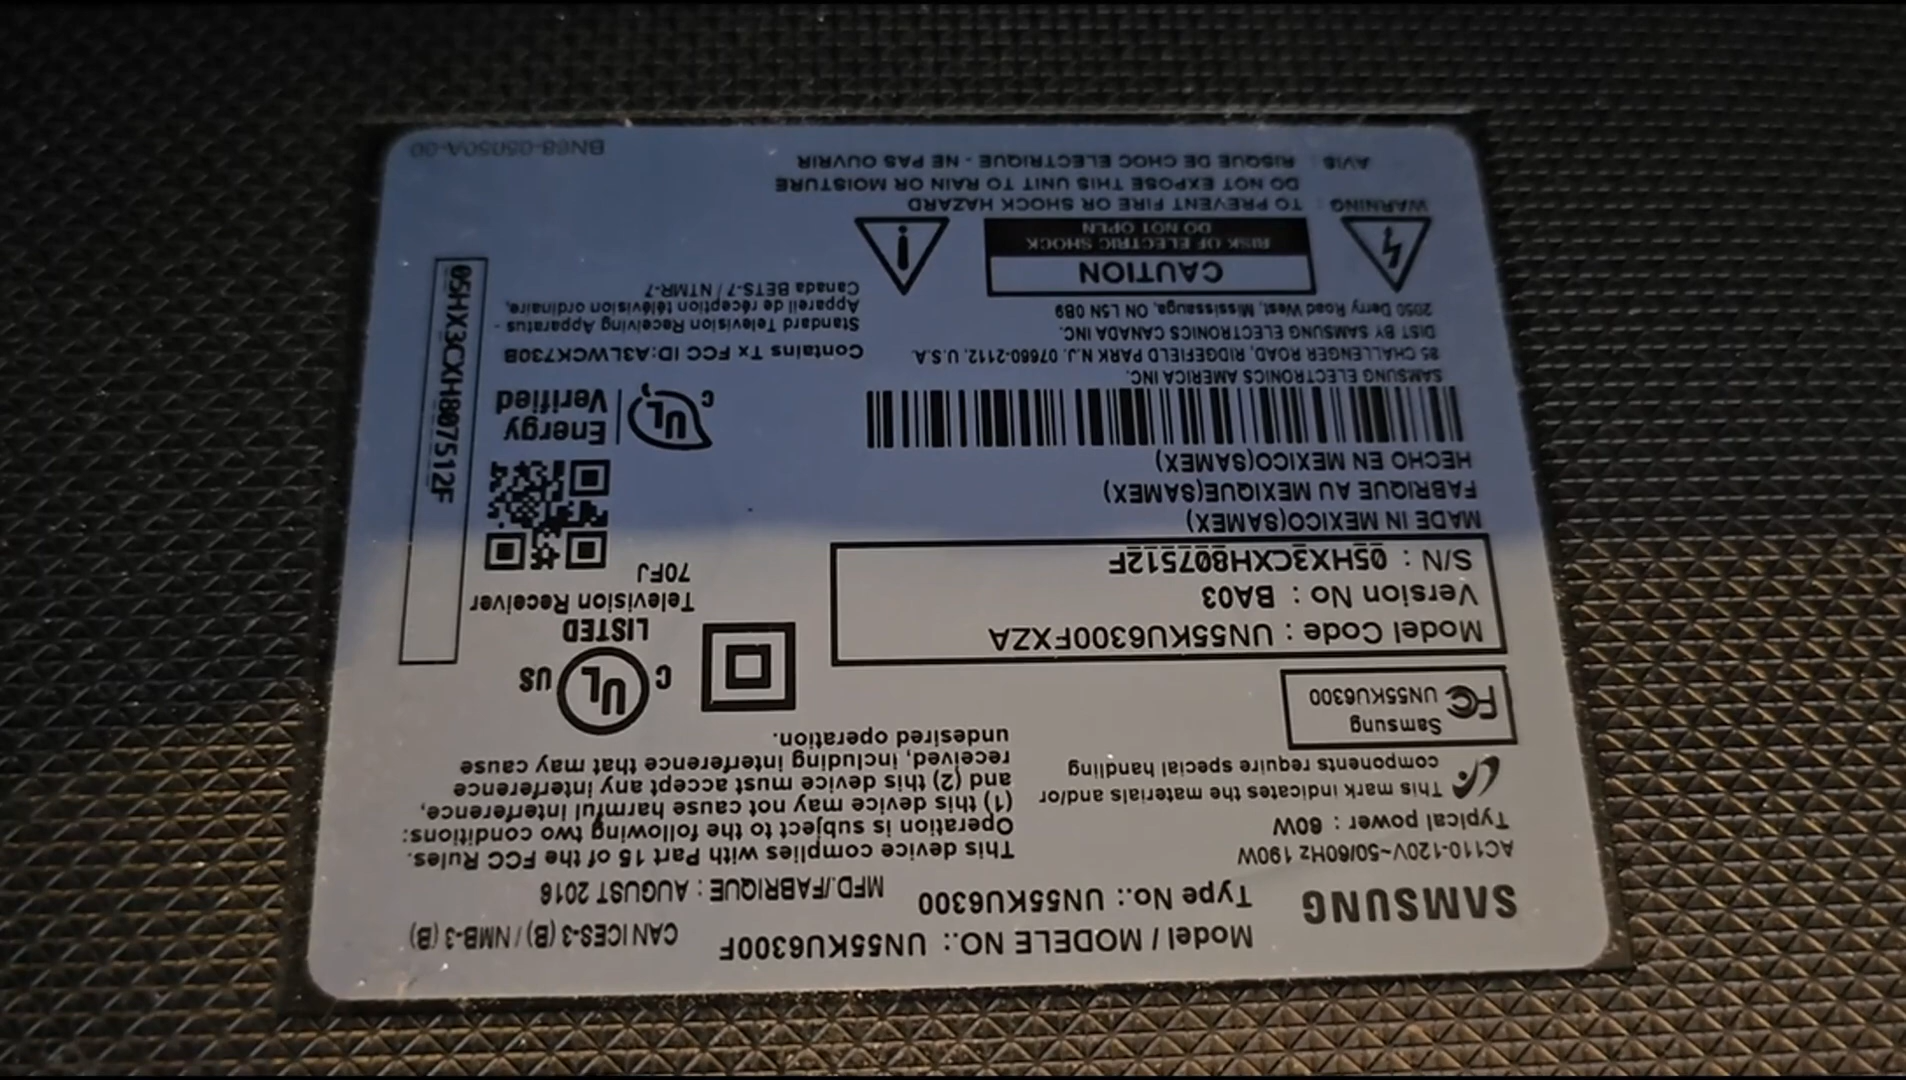 SAMSUNG
Model / MODELE NO.: UN55KU6300F
Type No.: UN55KU6300
CAN ICES-3 (B) / NMB-3 (B)
MFD./FABRIQUE : AUGUST 2016
AC110-120V~50/60Hz 190W
Typical power : 60W
This mark indicates the materials and/or
components require special handling
This device complies with Part 15 of the FCC Rules.
Operation is subject to the following two conditions:
(1) this device may not cause harmful interference,
and (2) this device must accept any interference
received, including interference that may cause
undesired operation.
FC
Samsung
UN55KU6300
C UL US
LISTED
Television Receiver
70FJ
Model Code : UN55KU6300FXZA
Version No : BA03
S/N : 05HX3CXH807512F
MADE IN MEXICO(SAMEX)
FABRIQUE AU MEXIQUE(SAMEX)
HECHO EN MEXICO(SAMEX)
C UL
Energy
Verified
05HX3CXH807512F
SAMSUNG ELECTRONICS AMERICA INC.
85 CHALLENGER ROAD, RIDGEFIELD PARK N.J. 07660-2112, U.S.A.
DIST BY SAMSUNG ELECTRONICS CANADA INC.
2050 Derry Road West, Mississauga, ON L5N 0B9
Contains Tx FCC ID:A3LWCK730B
Standard Television Receiving Apparatus -
Appareil de réception télévision ordinaire,
Canada BETS-7 / NTMR-7
CAUTION
RISK OF ELECTRIC SHOCK
DO NOT OPEN
WARNING : TO PREVENT FIRE OR SHOCK HAZARD
DO NOT EXPOSE THIS UNIT TO RAIN OR MOISTURE
AVIS : RISQUE DE CHOC ELECTRIQUE - NE PAS OUVRIR
BN68-05050A-00